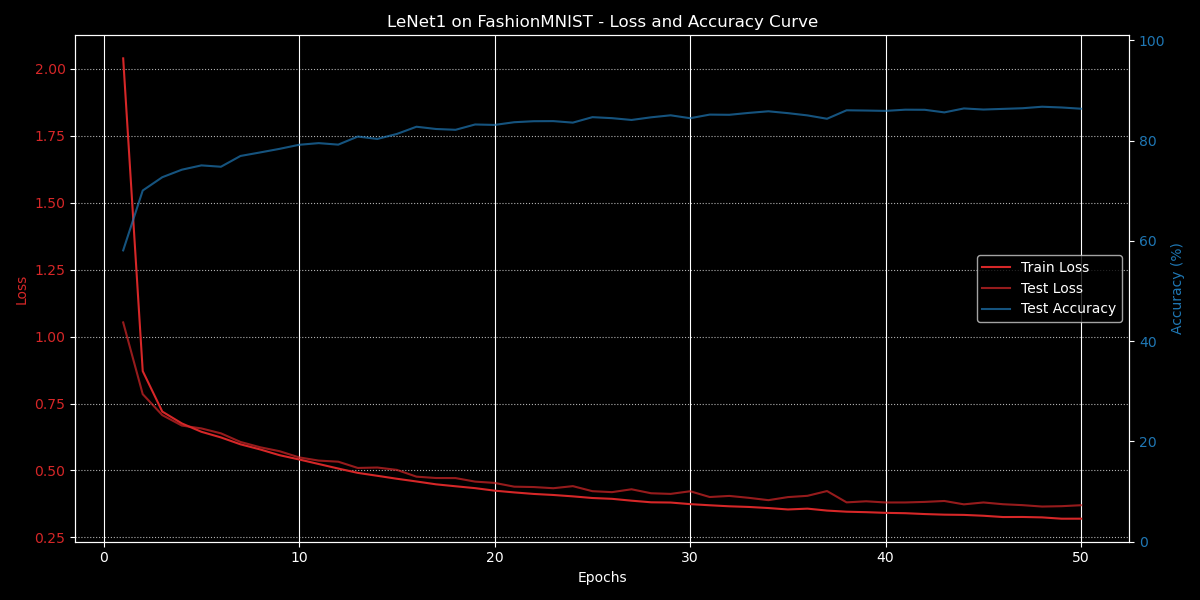 LeNet1 on FashionMNIST - Loss and Accuracy Curve
2.00
1.75
1.50
1.25
1.00
0.75
0.50
0.25
Loss
100
80
60
40
20
0
Accuracy (%)
Train Loss
Test Loss
Test Accuracy
0 10 20 30 40 50
Epochs